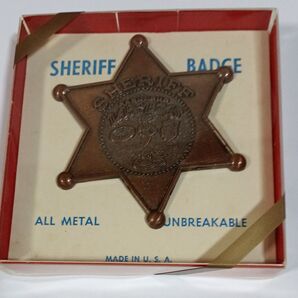 SHERIFF BADGE
SHERIFF
ALL METAL UNBREAKABLE
MADE IN U. S. A.